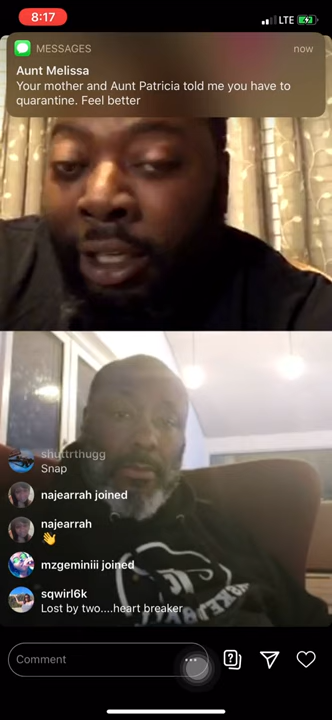 8:17
LTE
MESSAGES
now
Aunt Melissa
Your mother and Aunt Patricia told me you have to
quarantine. Feel better
shuttrthugg
Snap
najearrah joined
najearrah
👋
mzgeminiii joined
sqwirl6k
Lost by two....heart breaker
Comment